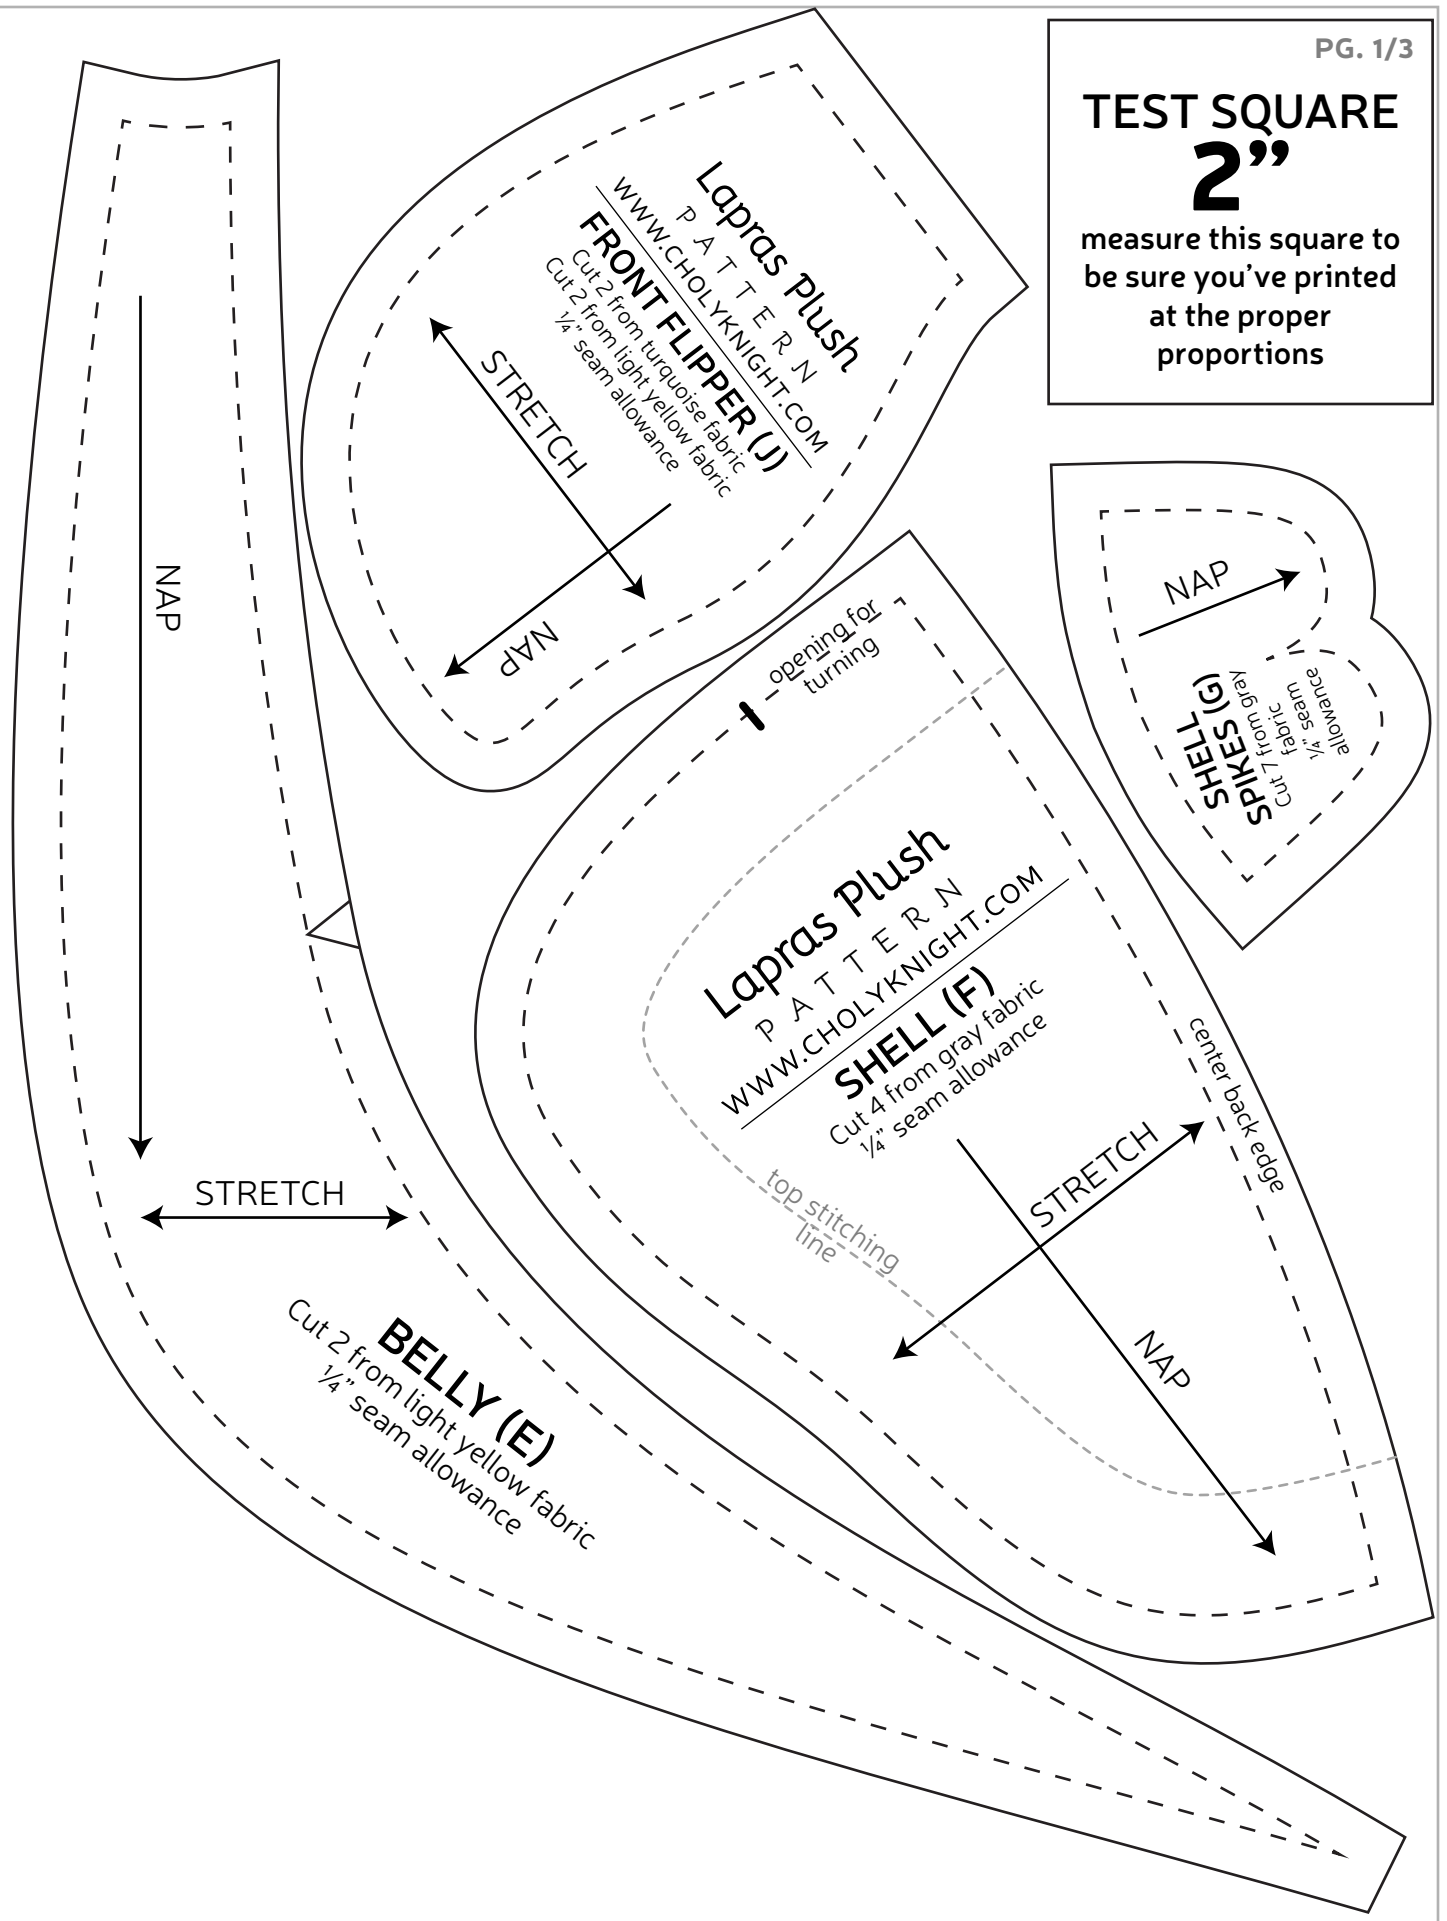 PG. 1/3
TEST SQUARE
2”
measure this square to
be sure you’ve printed
at the proper
proportions
Lapras Plush
PATTERN
WWW.CHOLYKNIGHT.COM
FRONT FLIPPER (J)
Cut 2 from turquoise fabric
Cut 2 from light yellow fabric
¼” seam allowance
STRETCH
NAP
NAP
SHELL
SPIKES (G)
Cut 7 from gray
fabric
¼” seam
allowance
opening for
turning
Lapras Plush
PATTERN
WWW.CHOLYKNIGHT.COM
SHELL (F)
Cut 4 from gray fabric
¼” seam allowance
center back edge
STRETCH
NAP
top stitching
line
NAP
STRETCH
BELLY (E)
Cut 2 from light yellow fabric
¼” seam allowance